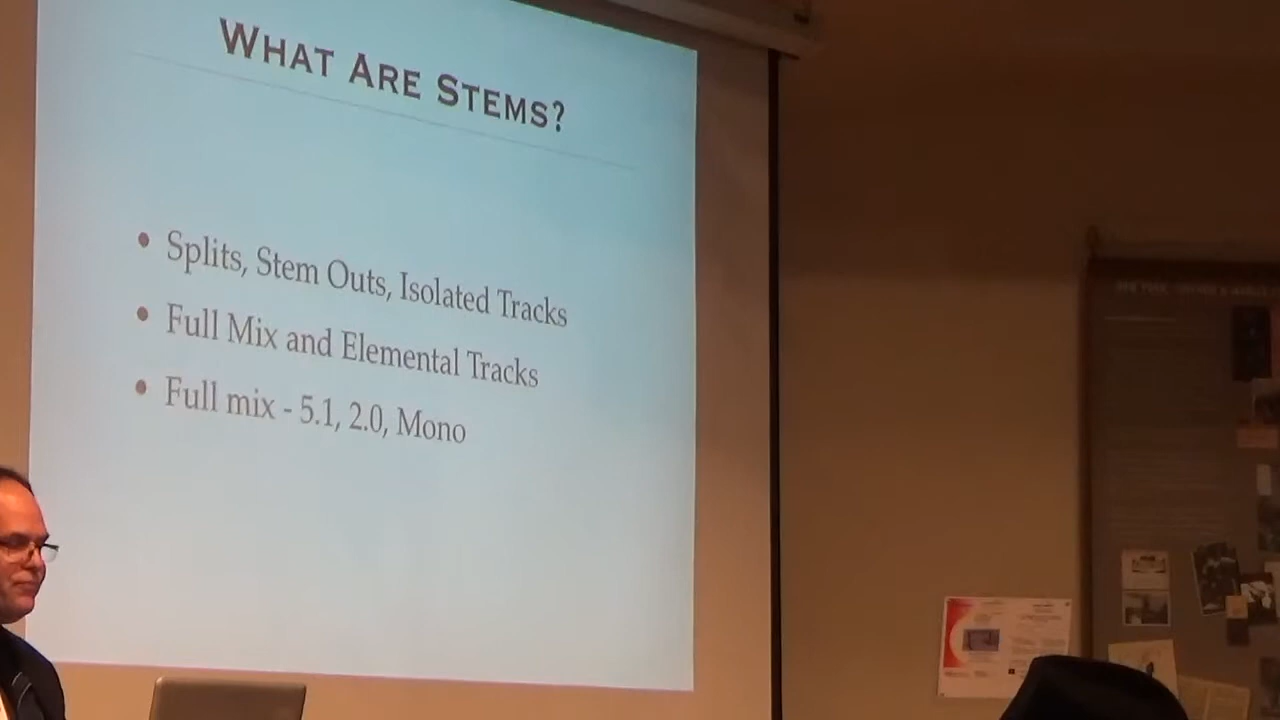 What Are Stems?
• Splits, Stem Outs, Isolated Tracks
• Full Mix and Elemental Tracks
• Full mix - 5.1, 2.0, Mono